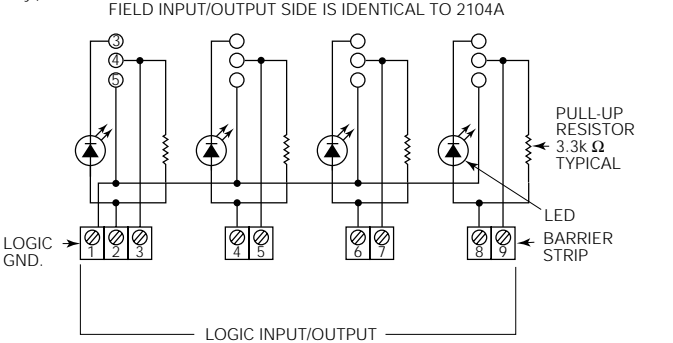 FIELD INPUT/OUTPUT SIDE IS IDENTICAL TO 2104A
3
4
5
PULL-UP
RESISTOR
3.3k Ω
TYPICAL
LED
LOGIC
GND.
1 2 3 4 5 6 7 8 9
BARRIER
STRIP
LOGIC INPUT/OUTPUT